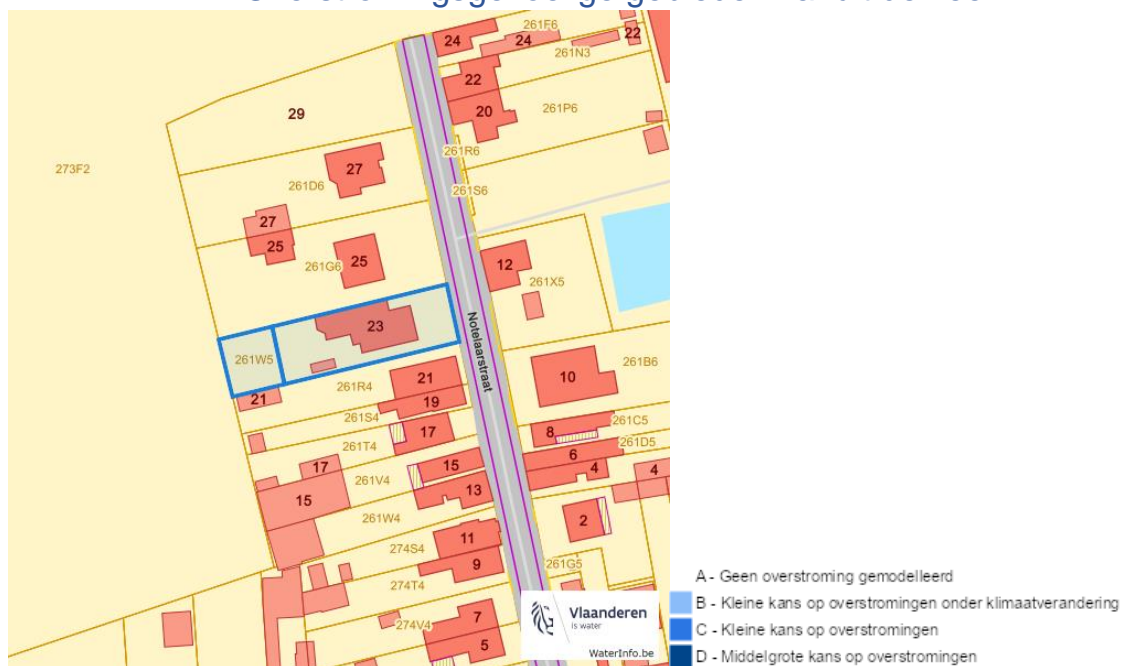 24
261F6
24
22
261N3
22
29
20
261P6
273F2
27
261R6
261D6
261S6
27
25
25
261G6
12
261X5
23
Notelaarstraat
261W5
21
10
261B6
21
261R4
19
261S4
8
261C5
17
261D5
261T4
6
17
15
4
4
261V4
15
13
261W4
2
11
274S4
9
261G5
274T4
A - Geen overstroming gemodelleerd
B - Kleine kans op overstromingen onder klimaatverandering
Vlaanderen
is water
7
274V4
C - Kleine kans op overstromingen
5
WaterInfo.be
D - Middelgrote kans op overstromingen